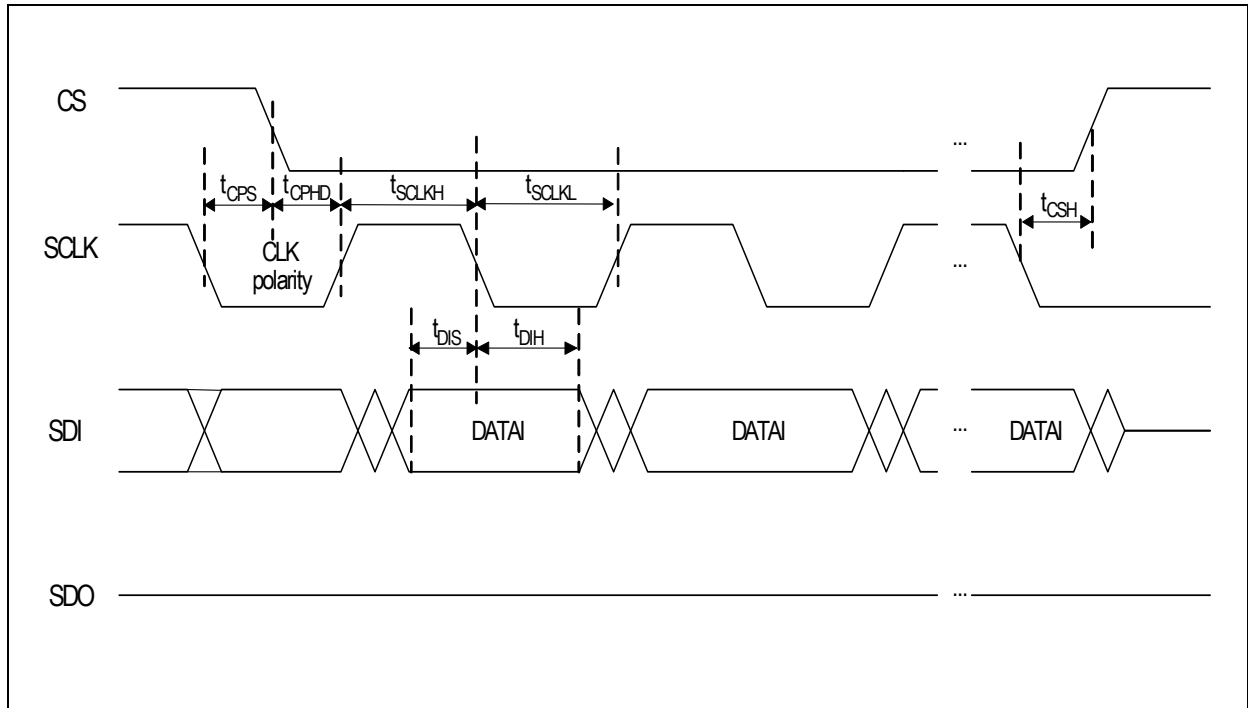 CS
...
tCPS
tCPHD
tSCLKH
tSCLKL
tCSH
SCLK
CLK
polarity
...
tDIS
tDIH
SDI
DATAI
DATAI
...
DATAI
SDO
...